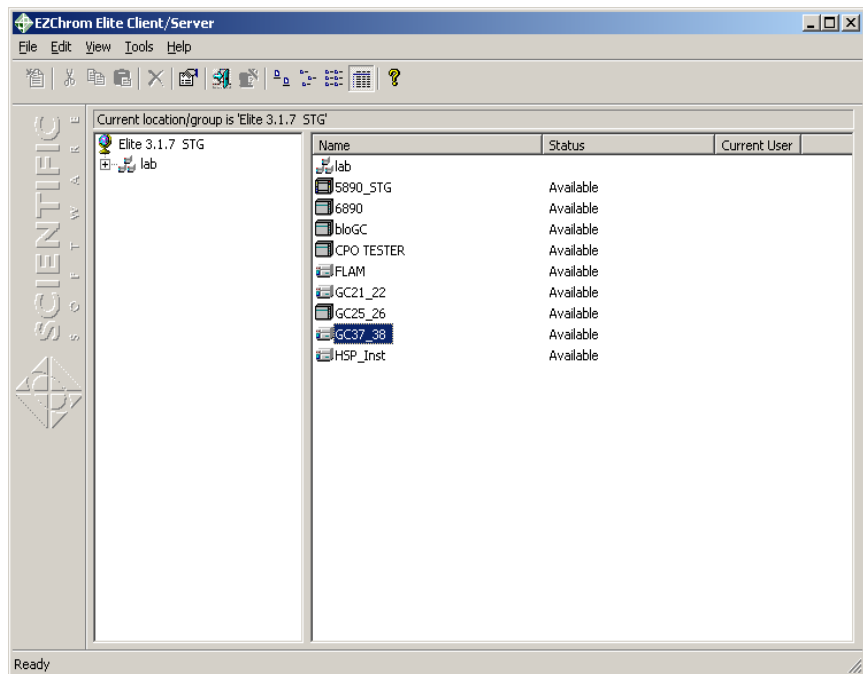 EZChrom Elite Client/Server
File Edit View Tools Help
SCIENTIFIC
SOFTWARE
Current location/group is 'Elite 3.1.7 STG'
Elite 3.1.7 STG
lab
Name Status Current User
lab
5890_STG Available
6890 Available
bloGC Available
CPO TESTER Available
FLAM Available
GC21_22 Available
GC25_26 Available
GC37_38 Available
HSP_Inst Available
Ready